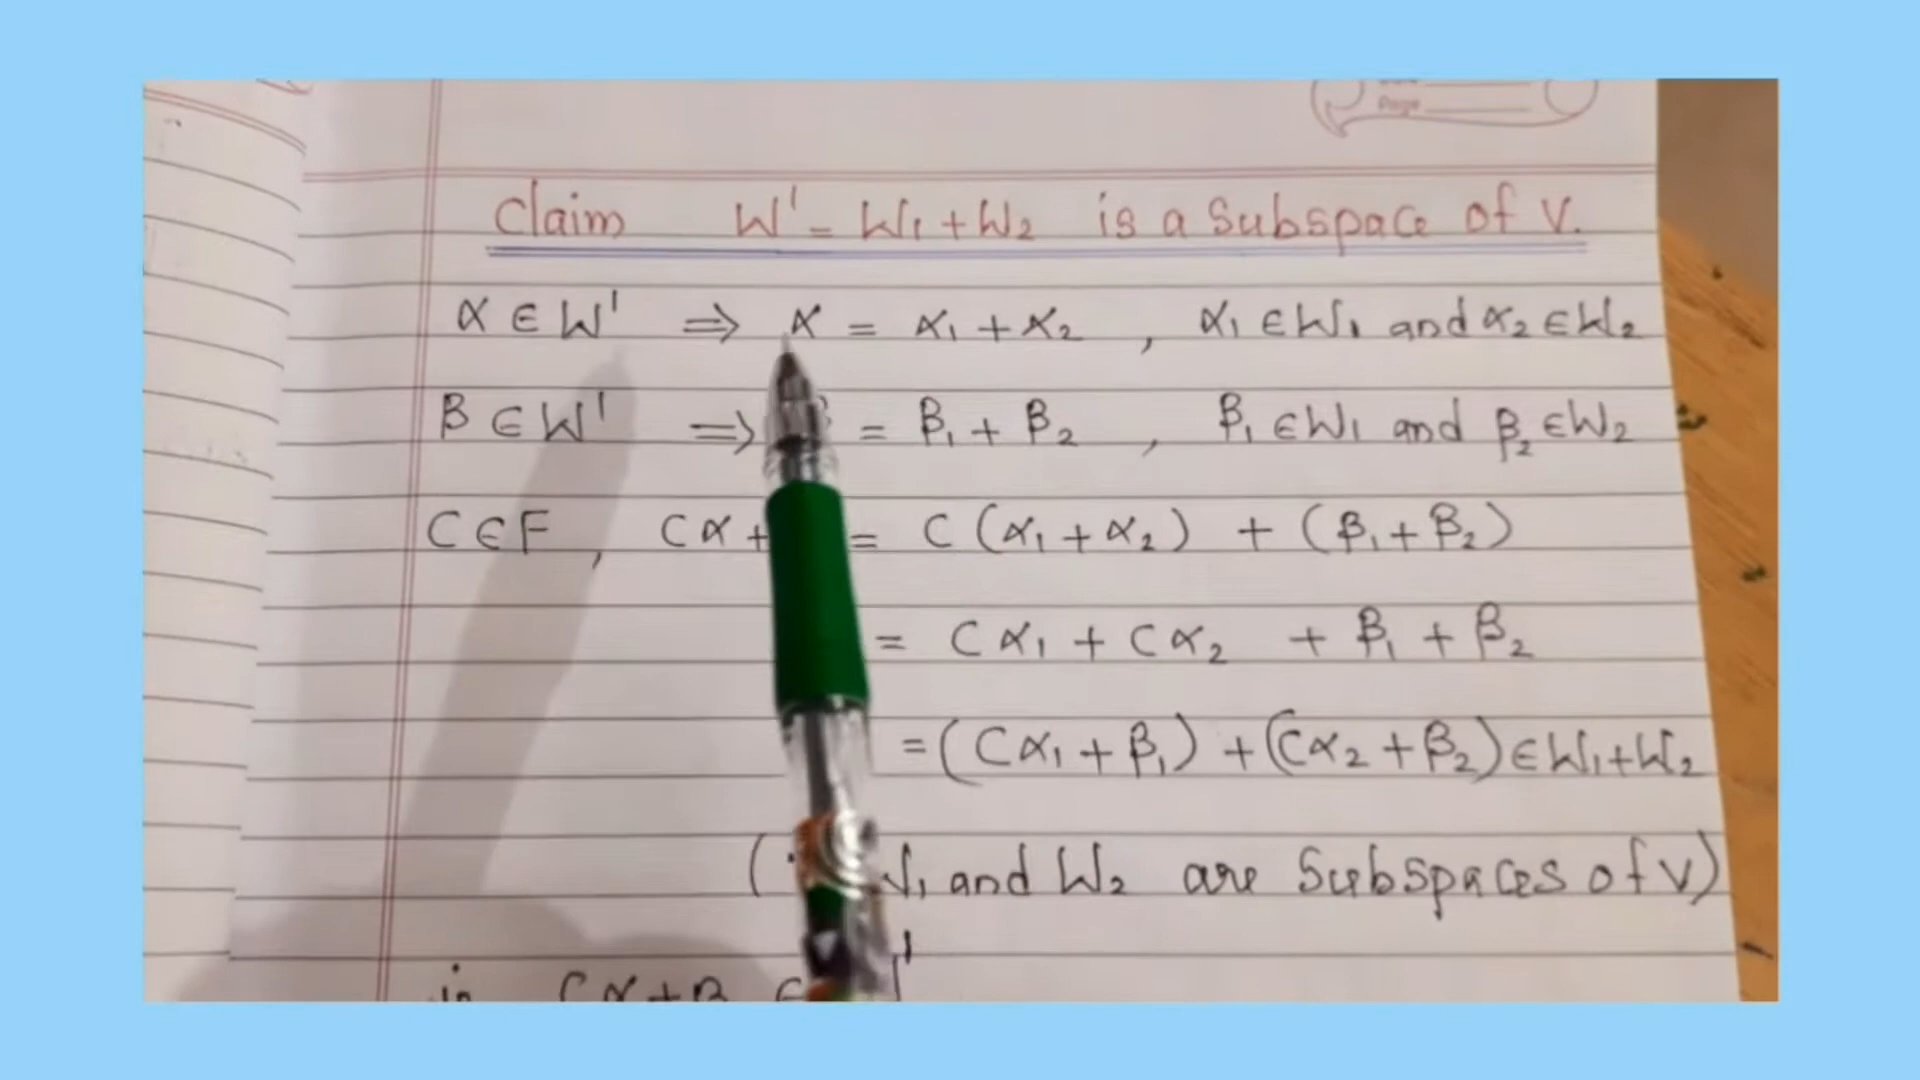 Page
Claim W' = W1 + W2 is a Subspace of V.
α ∈ W' ⇒ α = α1 + α2 , α1 ∈ W1 and α2 ∈ W2
β ∈ W' ⇒ = β1 + β2 , β1 ∈ W1 and β2 ∈ W2
C ∈ F , Cα + = C (α1 + α2) + (β1 + β2)
= Cα1 + Cα2 + β1 + β2
= (Cα1 + β1) + (Cα2 + β2) ∈ W1 + W2
( and W2 are Subspaces of V)
Cα + β